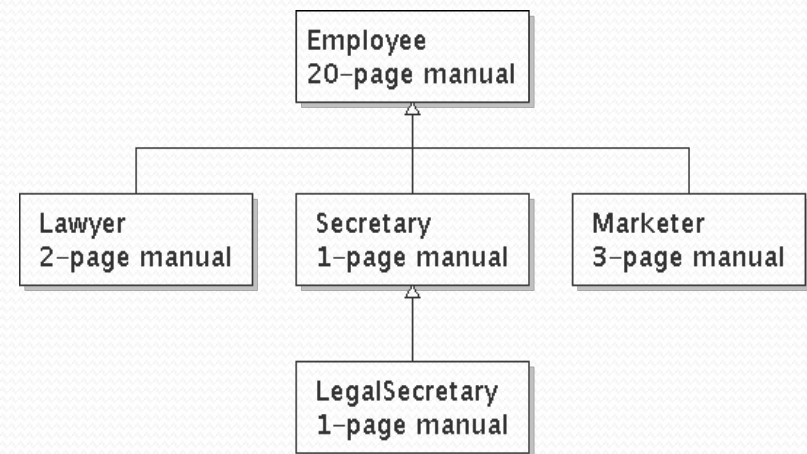 Employee
20-page manual
Lawyer
2-page manual
Secretary
1-page manual
Marketer
3-page manual
LegalSecretary
1-page manual